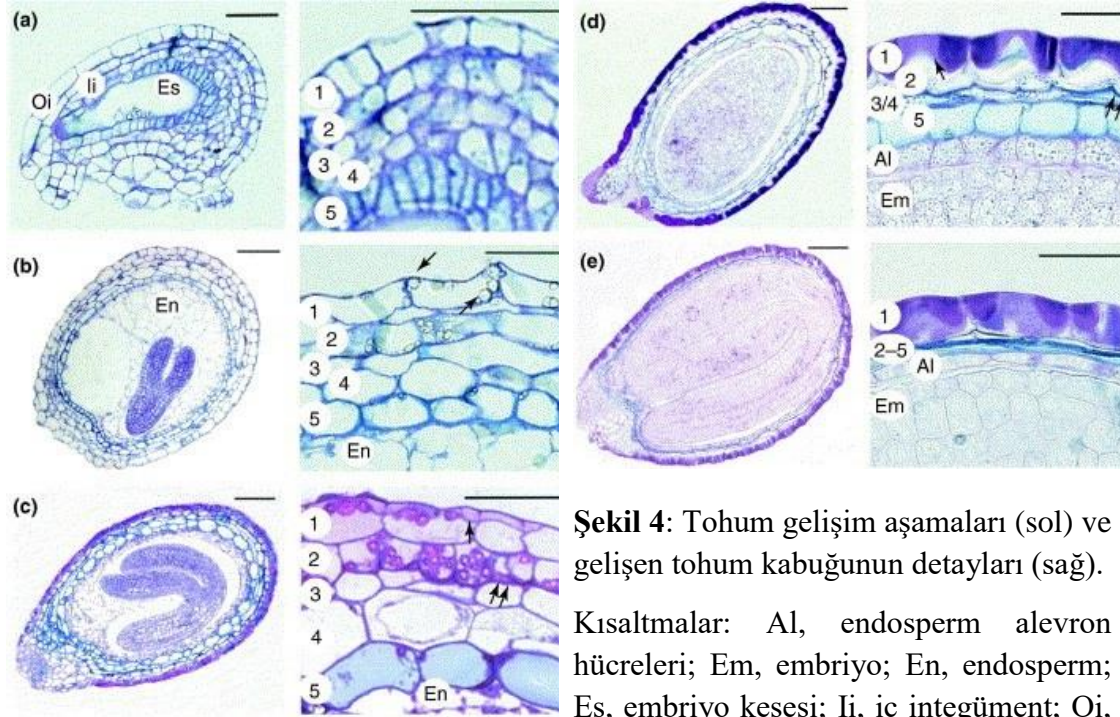 (a)
Oi
Ii
Es
1
2
3
4
5
(b)
En
1
2
3
4
5
En
(c)
1
2
3
4
5
En
(d)
1
2
3/4
5
Al
Em
(e)
1
2–5
Al
Em
Şekil 4: Tohum gelişim aşamaları (sol) ve
gelişen tohum kabuğunun detayları (sağ).
Kısaltmalar: Al, endosperm alevron
hücreleri; Em, embriyo; En, endosperm;
Es, embriyo kesesi; Ii, iç integüment; Oi,